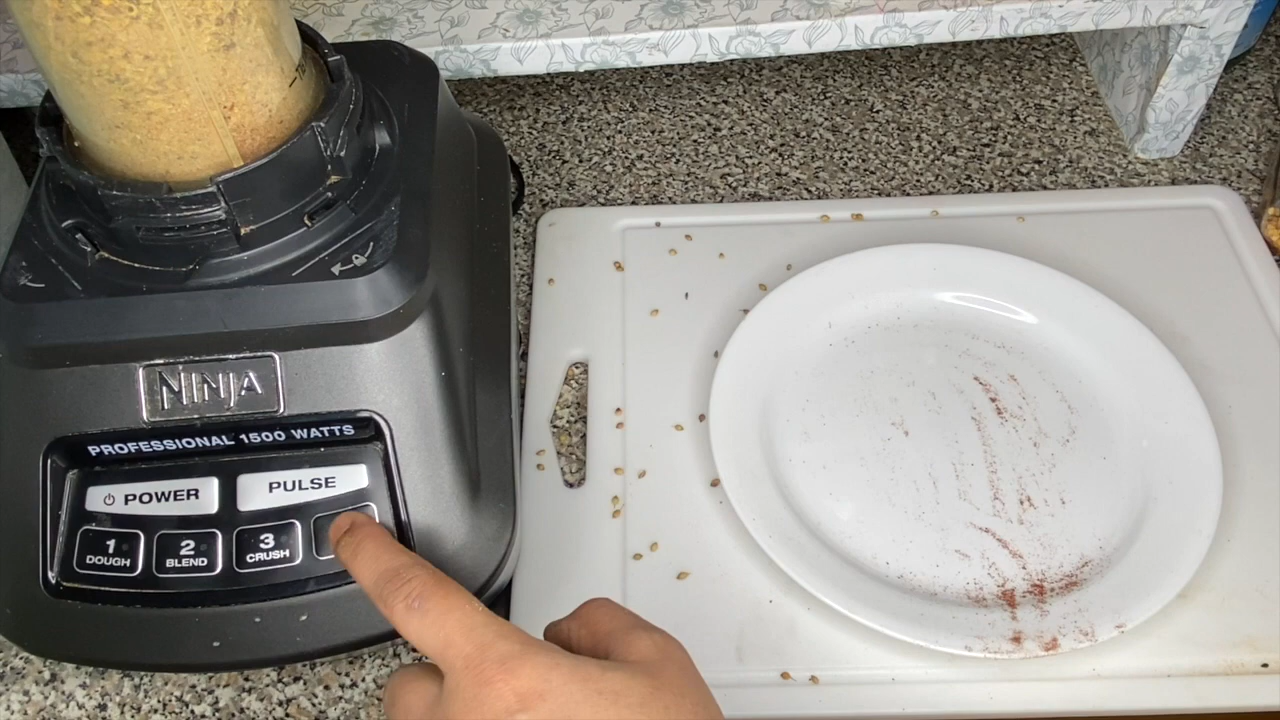 NINJA
PROFESSIONAL 1500 WATTS
POWER PULSE
1 2 3
DOUGH BLEND CRUSH